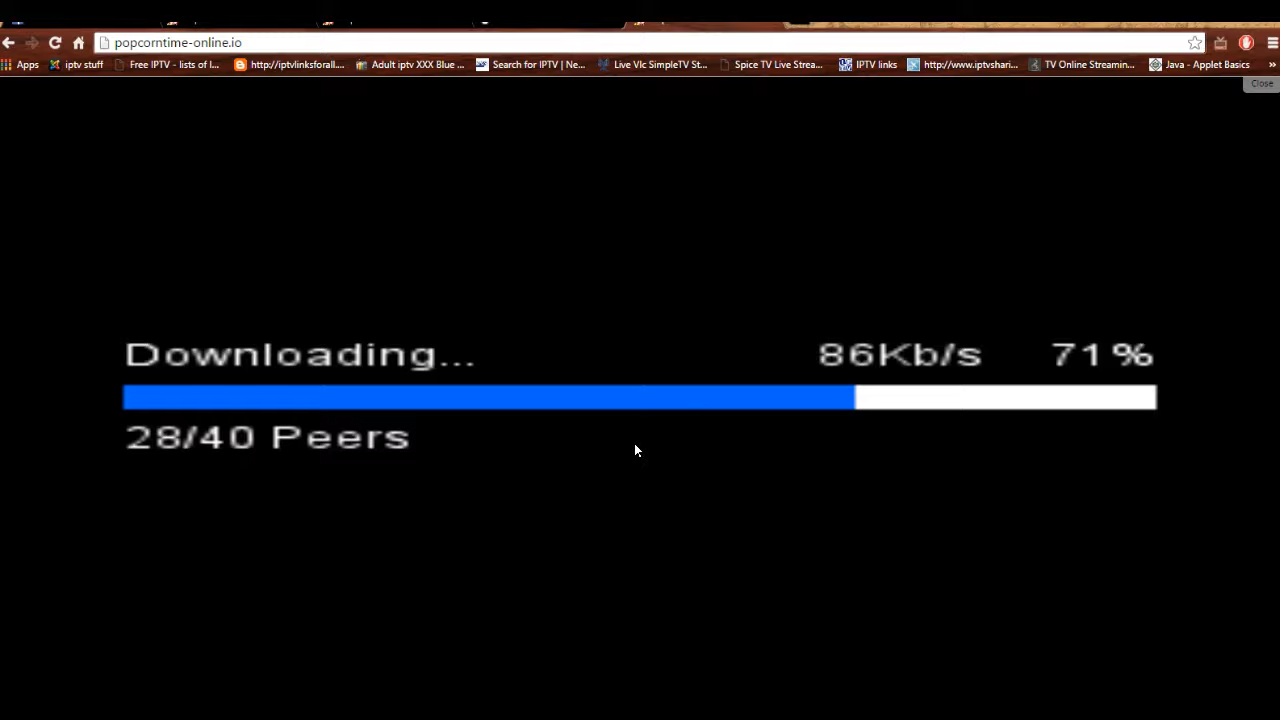 popcorntime-online.io
Apps iptv stuff Free IPTV - lists of l... http://iptvlinksforall.... Adult iptv XXX Blue ... Search for IPTV | Ne... Live Vlc SimpleTV St... Spice TV Live Strea... IPTV links http://www.iptvshari... TV Online Streamin... Java - Applet Basics »
Close
Downloading... 86Kb/s 71%
28/40 Peers